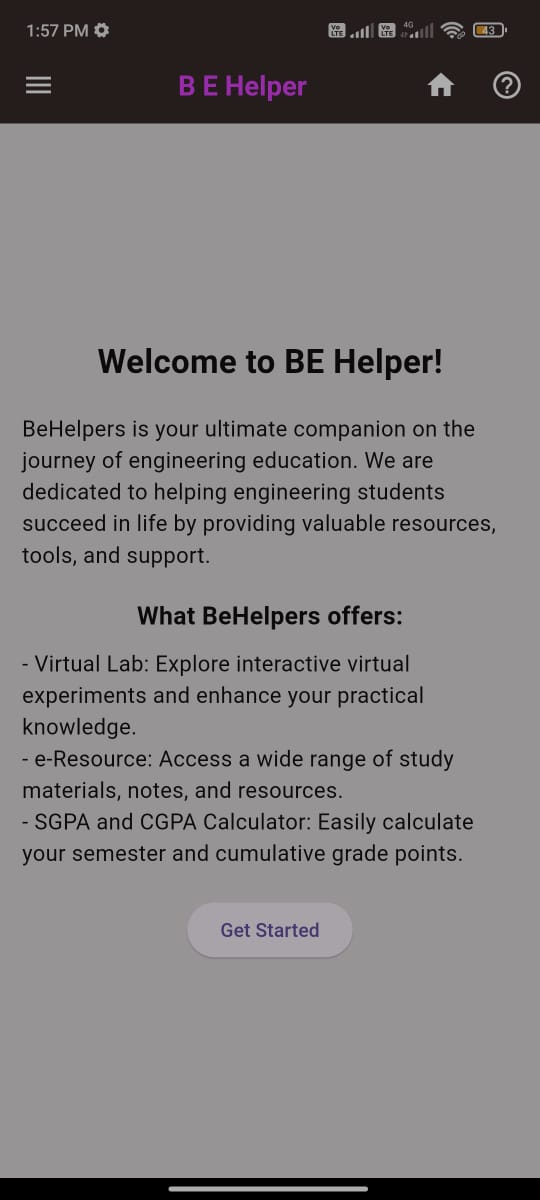 1:57 PM
Vo LTE Vo LTE 4G 43
B E Helper
Welcome to BE Helper!
BeHelpers is your ultimate companion on the
journey of engineering education. We are
dedicated to helping engineering students
succeed in life by providing valuable resources,
tools, and support.
What BeHelpers offers:
- Virtual Lab: Explore interactive virtual
experiments and enhance your practical
knowledge.
- e-Resource: Access a wide range of study
materials, notes, and resources.
- SGPA and CGPA Calculator: Easily calculate
your semester and cumulative grade points.
Get Started